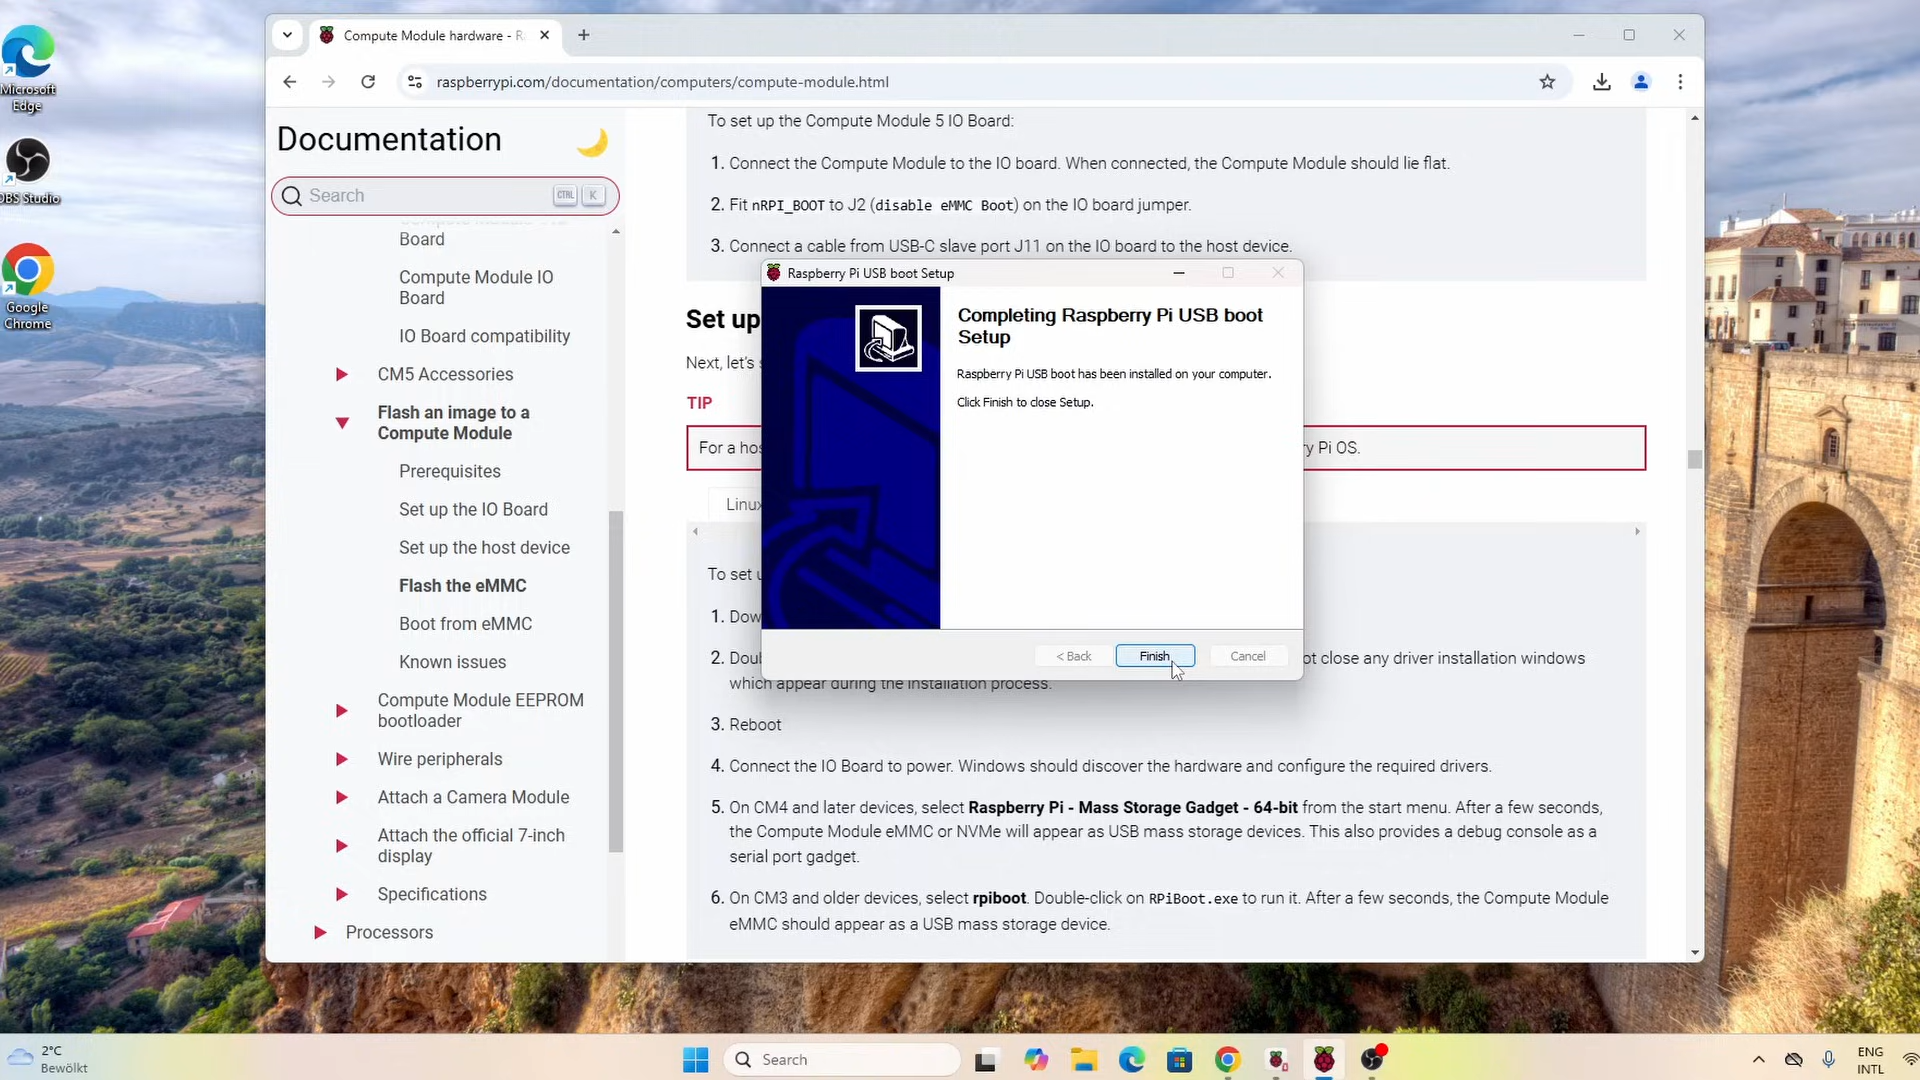 Microsoft
Edge
OBS Studio
Google
Chrome
Compute Module hardware - R
raspberrypi.com/documentation/computers/compute-module.html
Documentation
Search
CTRL
K
Board
Compute Module IO
Board
IO Board compatibility
CM5 Accessories
Flash an image to a
Compute Module
Prerequisites
Set up the IO Board
Set up the host device
Flash the eMMC
Boot from eMMC
Known issues
Compute Module EEPROM
bootloader
Wire peripherals
Attach a Camera Module
Attach the official 7-inch
display
Specifications
Processors
To set up the Compute Module 5 IO Board:
1. Connect the Compute Module to the IO board. When connected, the Compute Module should lie flat.
2. Fit nRPI_BOOT to J2 (disable eMMC Boot) on the IO board jumper.
3. Connect a cable from USB-C slave port J11 on the IO board to the host device.
Set up
Next, let's
TIP
For a hos
ry Pi OS.
Linux
To set u
1. Dow
2. Doub
ot close any driver installation windows
which appear during the installation process.
3. Reboot
4. Connect the IO Board to power. Windows should discover the hardware and configure the required drivers.
5. On CM4 and later devices, select Raspberry Pi - Mass Storage Gadget - 64-bit from the start menu. After a few seconds,
the Compute Module eMMC or NVMe will appear as USB mass storage devices. This also provides a debug console as a
serial port gadget.
6. On CM3 and older devices, select rpiboot. Double-click on RPiBoot.exe to run it. After a few seconds, the Compute Module
eMMC should appear as a USB mass storage device.
Raspberry Pi USB boot Setup
Completing Raspberry Pi USB boot
Setup
Raspberry Pi USB boot has been installed on your computer.
Click Finish to close Setup.
< Back
Finish
Cancel
2°C
Bewölkt
Search
ENG
INTL